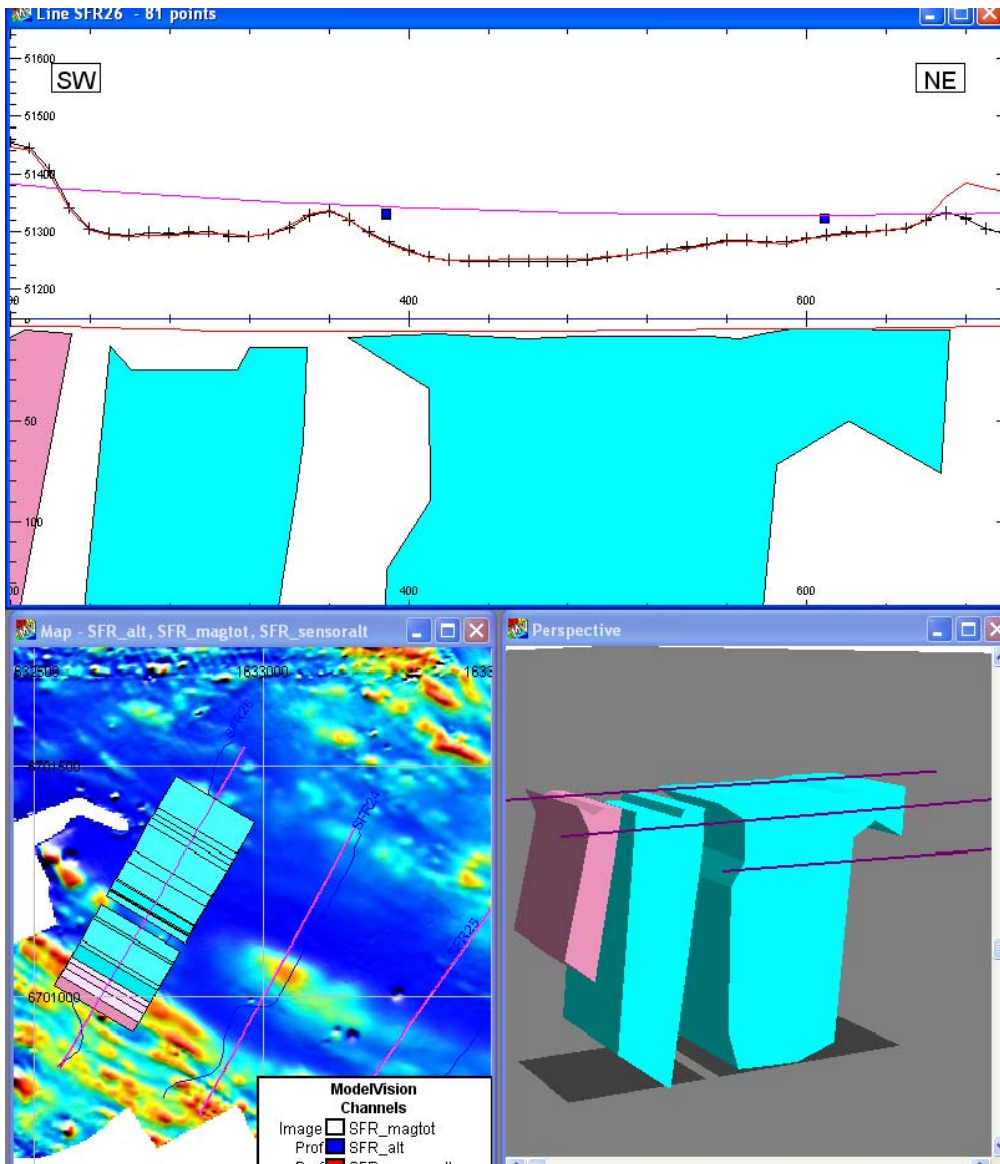 Line SFR26 - 81 points
51600
SW
NE
51500
51400
51300
51200
400
600
50
100
400
600
Map - SFR_alt, SFR_magtot, SFR_sensoralt
Perspective
1633000
SFR26
SFR24
SFR25
6701000
ModelVision
Channels
Image SFR_magtot
Prof SFR_alt